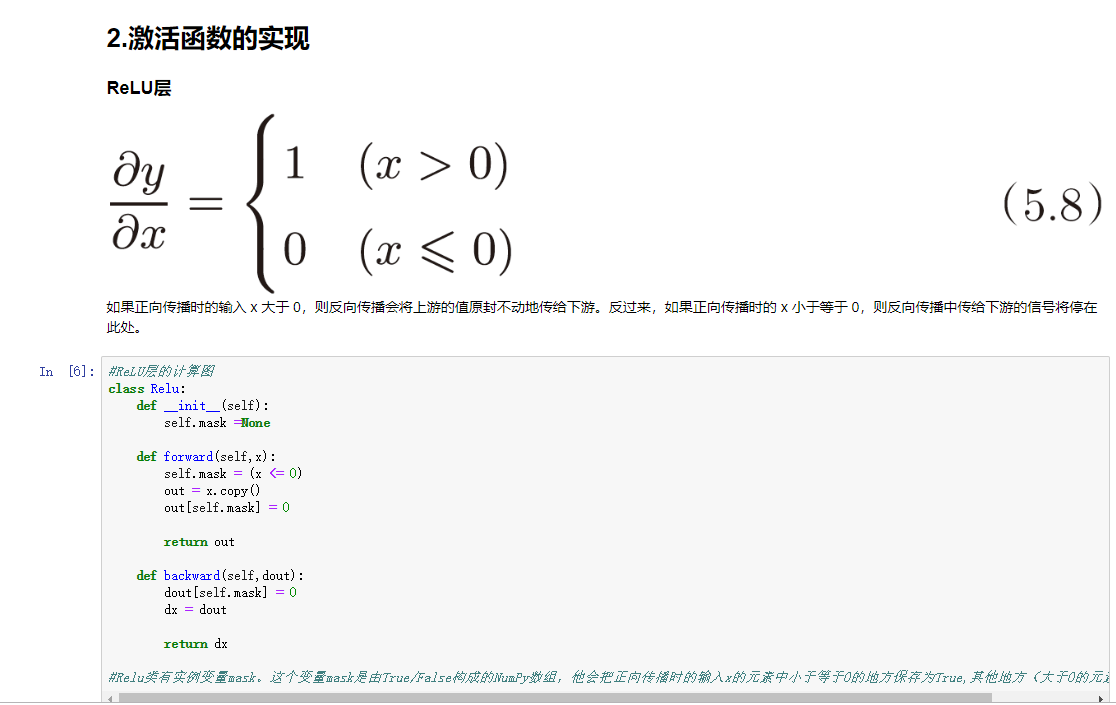 2.激活函数的实现
ReLU层
∂y/∂x = { 1 (x > 0)
0 (x ⩽ 0)
(5.8)
如果正向传播时的输入 x 大于 0，则反向传播会将上游的值原封不动地传给下游。反过来，如果正向传播时的 x 小于等于 0，则反向传播中传给下游的信号将停在
此处。
In [6]:
#ReLU层的计算图
class Relu:
    def __init__(self):
        self.mask =None
    def forward(self,x):
        self.mask = (x <= 0)
        out = x.copy()
        out[self.mask] = 0
        return out
    def backward(self,dout):
        dout[self.mask] = 0
        dx = dout
        return dx
#Relu类有实例变量mask。这个变量mask是由True/False构成的NumPy数组，他会把正向传播时的输入x的元素中小于等于0的地方保存为True,其他地方（大于0的元